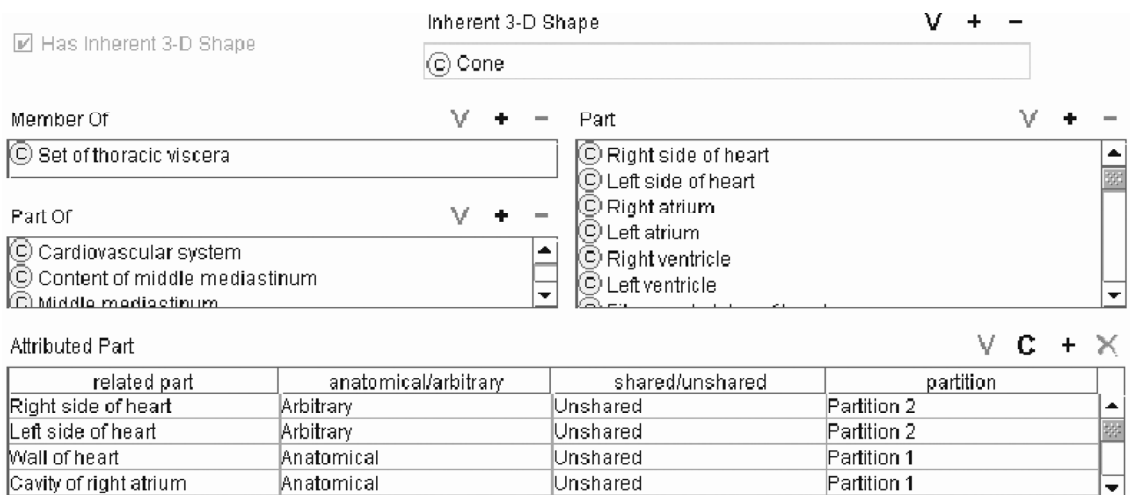 Has Inherent 3-D Shape
Inherent 3-D Shape V + −
Ⓒ Cone
Member Of V + −
Ⓒ Set of thoracic viscera
Part Of V + −
Ⓒ Cardiovascular system
Ⓒ Content of middle mediastinum
Ⓒ Middle mediastinum
Part V + −
Ⓒ Right side of heart
Ⓒ Left side of heart
Ⓒ Right atrium
Ⓒ Left atrium
Ⓒ Right ventricle
Ⓒ Left ventricle
Attributed Part V C + X
related part anatomical/arbitrary shared/unshared partition
Right side of heart Arbitrary Unshared Partition 2
Left side of heart Arbitrary Unshared Partition 2
Wall of heart Anatomical Unshared Partition 1
Cavity of right atrium Anatomical Unshared Partition 1